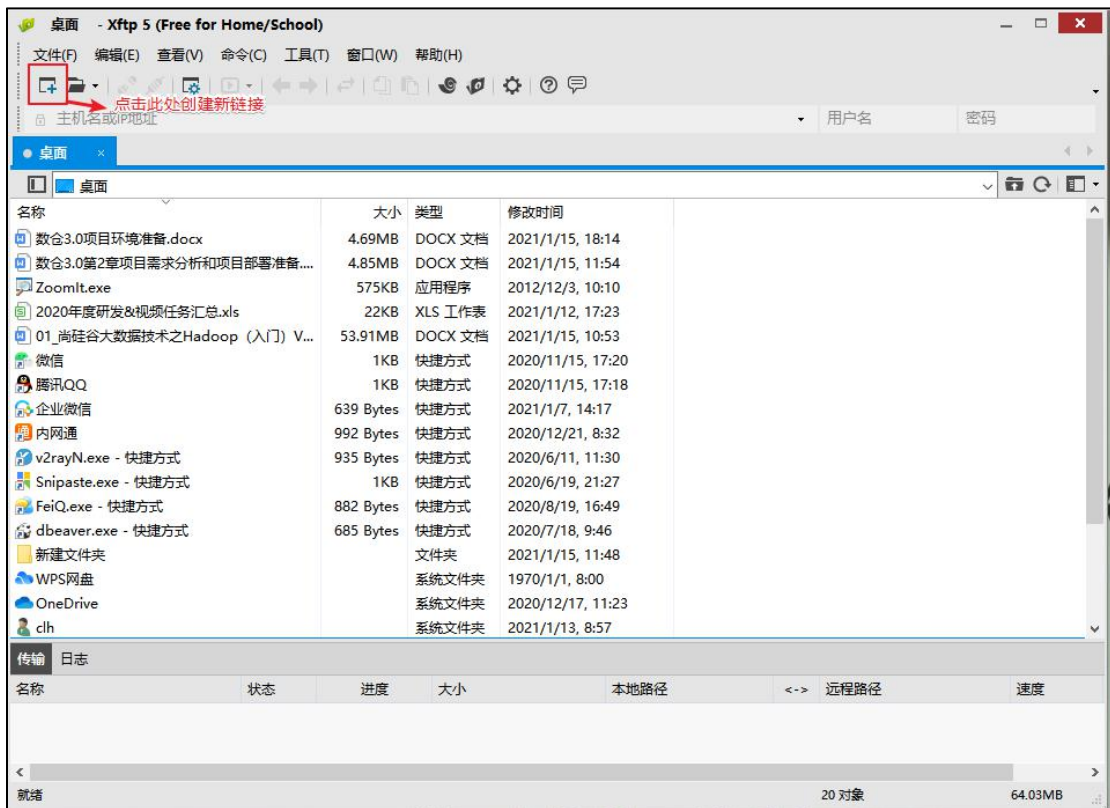 桌面 - Xftp 5 (Free for Home/School)
文件(F) 编辑(E) 查看(V) 命令(C) 工具(T) 窗口(W) 帮助(H)
点击此处创建新链接
主机名或IP地址 用户名 密码
桌面
桌面
名称 大小 类型 修改时间
数仓3.0项目环境准备.docx 4.69MB DOCX 文档 2021/1/15, 18:14
数仓3.0第2章项目需求分析和项目部署准备.... 4.85MB DOCX 文档 2021/1/15, 11:54
ZoomIt.exe 575KB 应用程序 2012/12/3, 10:10
2020年度研发&视频任务汇总.xls 22KB XLS 工作表 2021/1/12, 17:23
01_尚硅谷大数据技术之Hadoop（入门）V... 53.91MB DOCX 文档 2021/1/15, 10:53
微信 1KB 快捷方式 2020/11/15, 17:20
腾讯QQ 1KB 快捷方式 2020/11/15, 17:18
企业微信 639 Bytes 快捷方式 2021/1/7, 14:17
内网通 992 Bytes 快捷方式 2020/12/21, 8:32
v2rayN.exe - 快捷方式 935 Bytes 快捷方式 2020/6/11, 11:30
Snipaste.exe - 快捷方式 1KB 快捷方式 2020/6/19, 21:27
FeiQ.exe - 快捷方式 882 Bytes 快捷方式 2020/8/19, 16:49
dbeaver.exe - 快捷方式 685 Bytes 快捷方式 2020/7/18, 9:46
新建文件夹 文件夹 2021/1/15, 11:48
WPS网盘 系统文件夹 1970/1/1, 8:00
OneDrive 系统文件夹 2020/12/17, 11:23
clh 系统文件夹 2021/1/13, 8:57
传输 日志
名称 状态 进度 大小 本地路径 <-> 远程路径 速度
就绪 20 对象 64.03MB